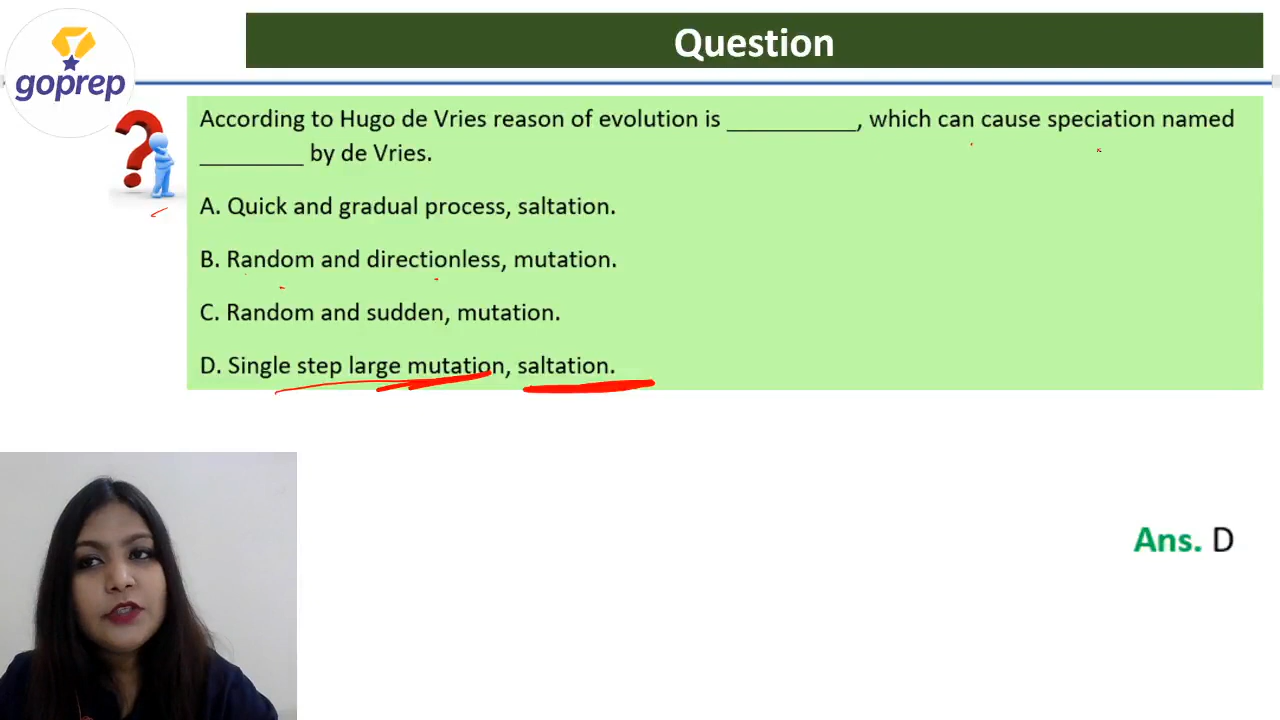 Question
goprep
According to Hugo de Vries reason of evolution is ___________, which can cause speciation named
_________ by de Vries.
A. Quick and gradual process, saltation.
B. Random and directionless, mutation.
C. Random and sudden, mutation.
D. Single step large mutation, saltation.
Ans. D